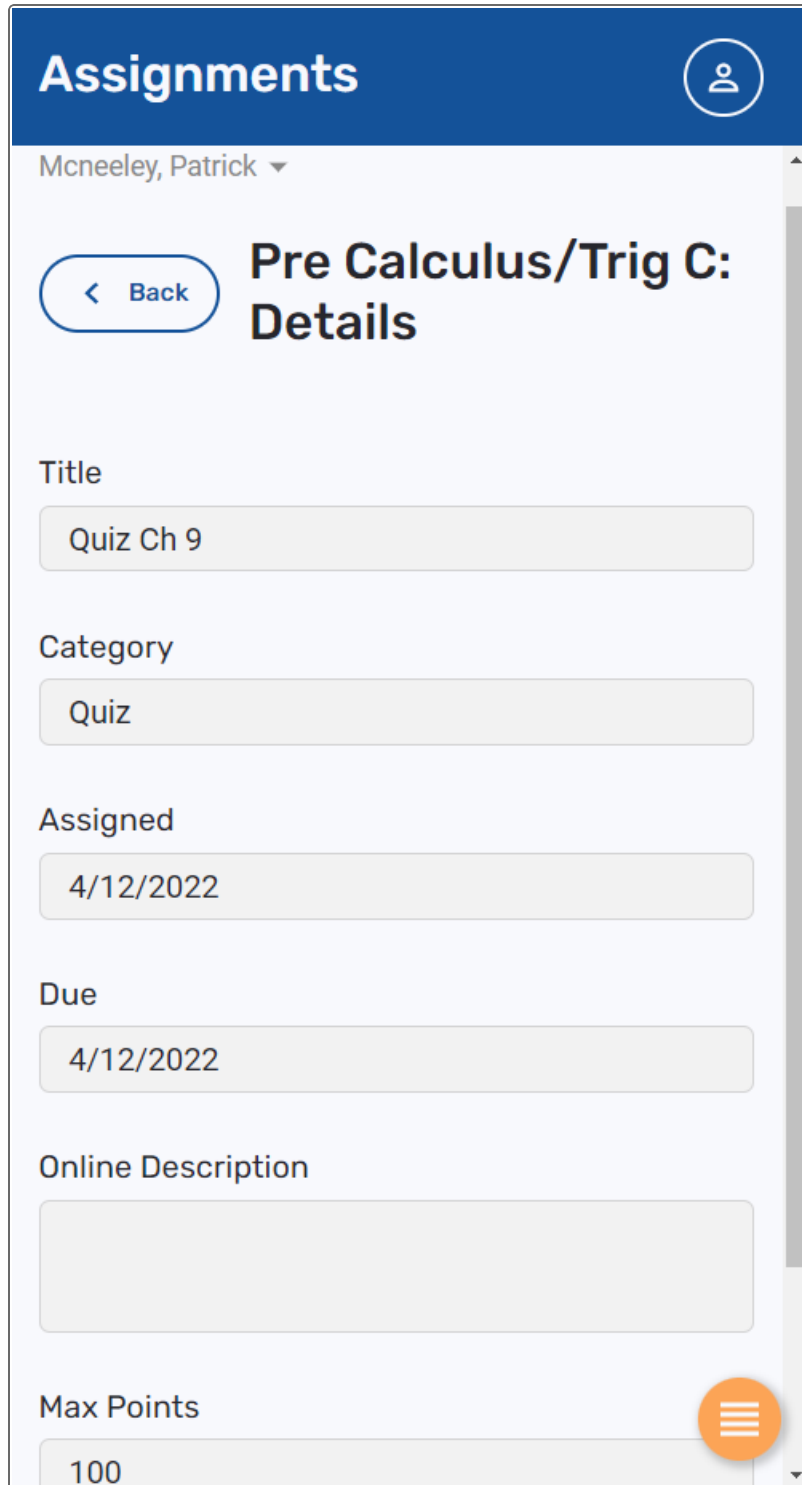 Assignments
Mcneeley, Patrick
Back
Pre Calculus/Trig C:
Details
Title
Quiz Ch 9
Category
Quiz
Assigned
4/12/2022
Due
4/12/2022
Online Description
Max Points
100